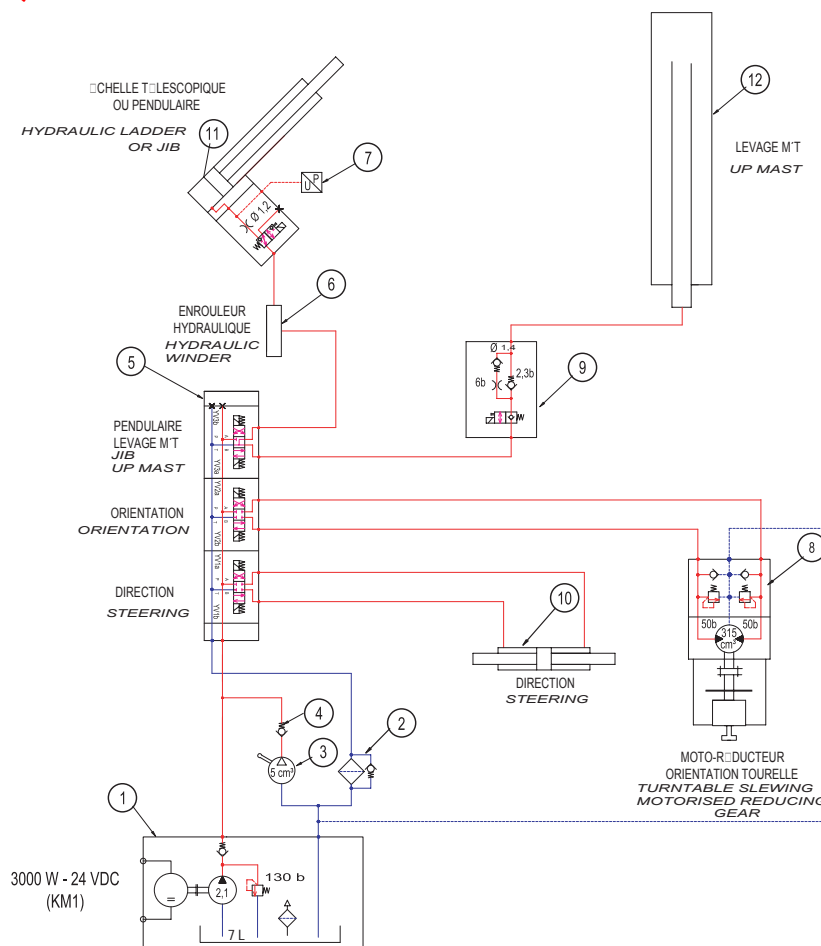 □CHELLE T□LESCOPIQUE
OU PENDULAIRE
HYDRAULIC LADDER
OR JIB
11
7
U P
Ø 1,2
12
LEVAGE M´T
UP MAST
6
ENROULEUR
HYDRAULIQUE
HYDRAULIC
WINDER
5
Ø 1,4
6b
2,3b
9
PENDULAIRE
LEVAGE M´T
JIB
UP MAST
YV3b
YV3a
ORIENTATION
ORIENTATION
YV2a
YV2b
DIRECTION
STEERING
YV1a
YV1b
8
50b
50b
315
cm³
10
DIRECTION
STEERING
4
3
5 cm³
2
MOTO-R□DUCTEUR
ORIENTATION TOURELLE
TURNTABLE SLEWING
MOTORISED REDUCING
GEAR
1
3000 W - 24 VDC
(KM1)
=
2,1
130 b
7 L